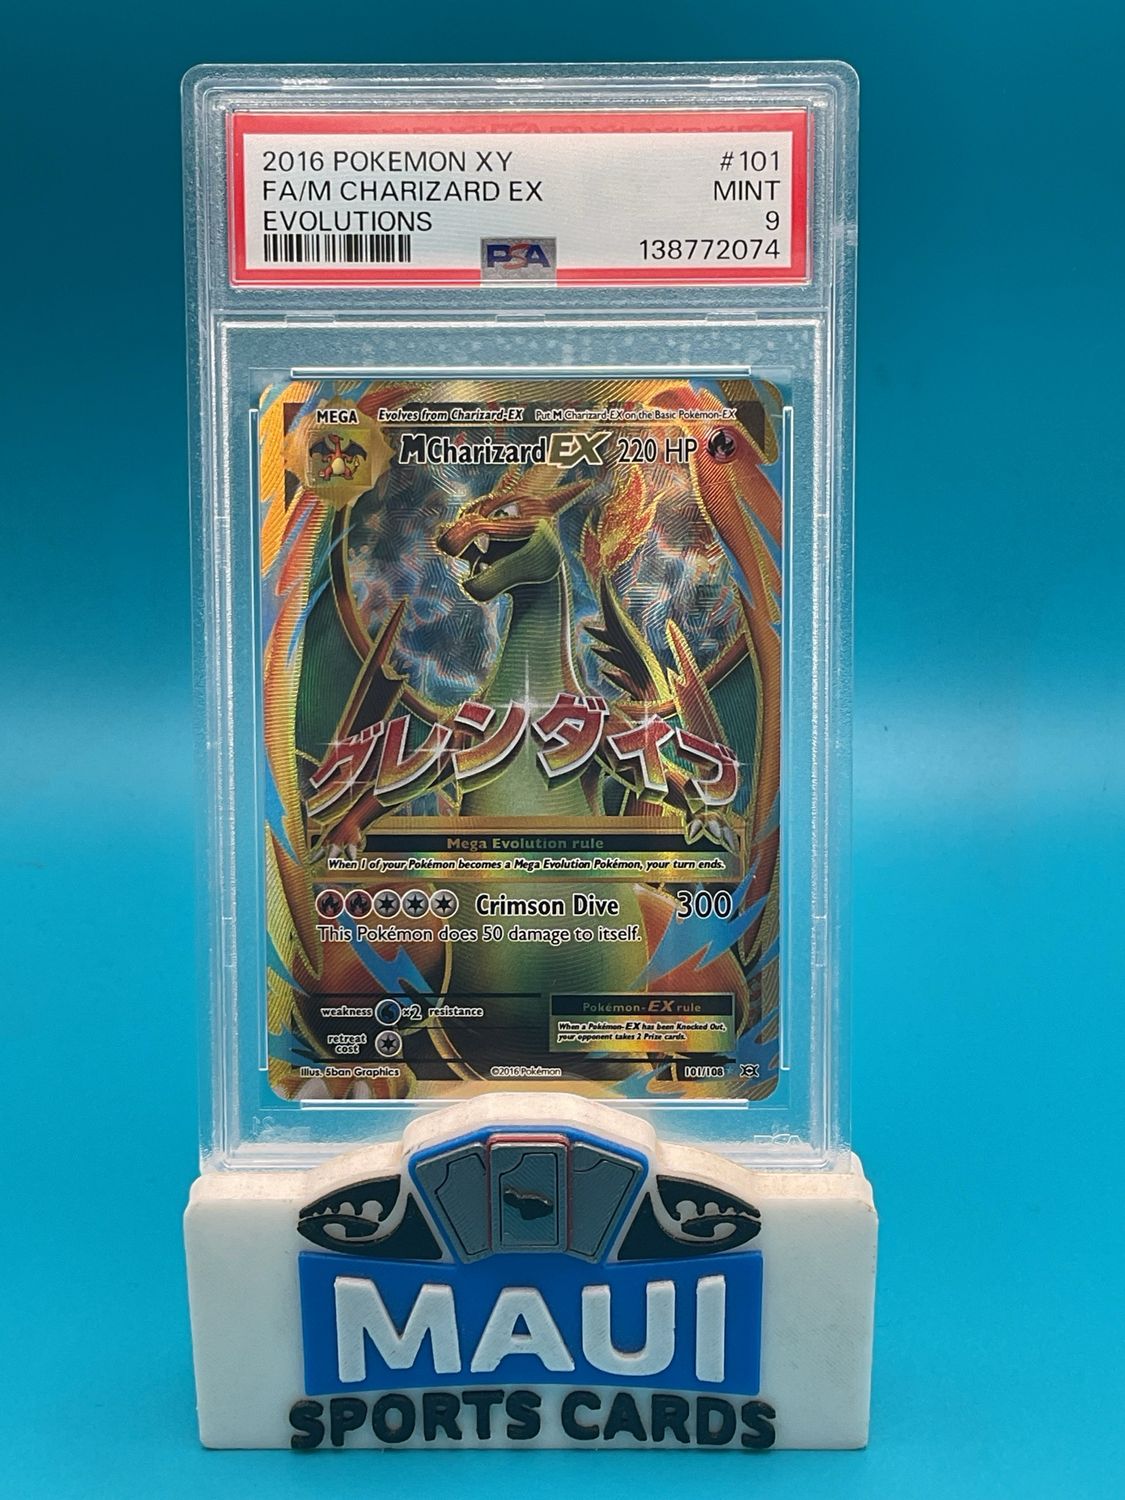 2016 POKEMON XY #101
FA/M CHARIZARD EX MINT
EVOLUTIONS 9
PSA 138772074
MEGA Evolves from Charizard-EX Put M Charizard-EX on the Basic Pokémon-EX
M Charizard EX 220 HP
グレンダイブ
Mega Evolution rule
When 1 of your Pokémon becomes a Mega Evolution Pokémon, your turn ends.
Crimson Dive 300
This Pokémon does 50 damage to itself.
weakness ×2 resistance
retreat cost
Pokémon-EX rule
When a Pokémon-EX has been Knocked Out,
your opponent takes 2 Prize cards.
Illus. 5ban Graphics ©2016 Pokémon 101/108
PSA
MAUI
SPORTS CARDS